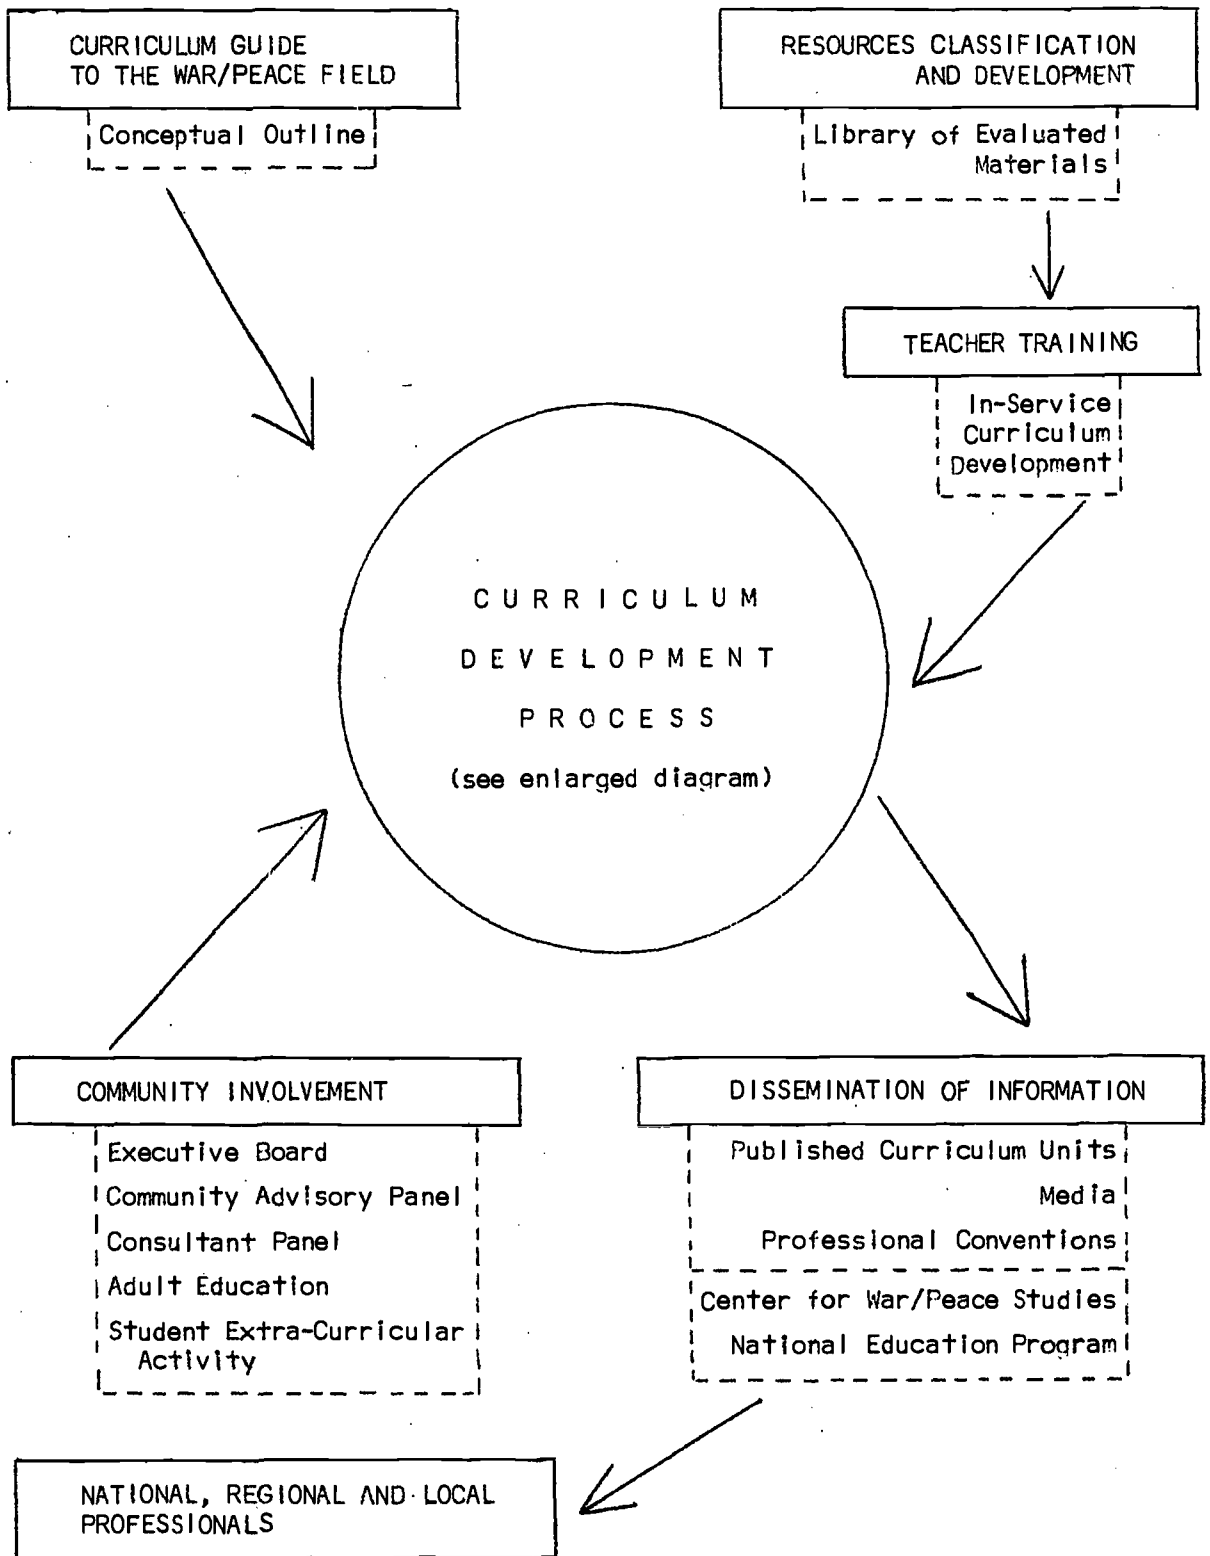 CURRICULUM GUIDE
TO THE WAR/PEACE FIELD
Conceptual Outline
RESOURCES CLASSIFICATION
AND DEVELOPMENT
Library of Evaluated
Materials
TEACHER TRAINING
In-Service
Curriculum
Development
CURRICULUM
DEVELOPMENT
PROCESS
(see enlarged diagram)
COMMUNITY INVOLVEMENT
Executive Board
Community Advisory Panel
Consultant Panel
Adult Education
Student Extra-Curricular
Activity
DISSEMINATION OF INFORMATION
Published Curriculum Units
Media
Professional Conventions
Center for War/Peace Studies
National Education Program
NATIONAL, REGIONAL AND LOCAL
PROFESSIONALS